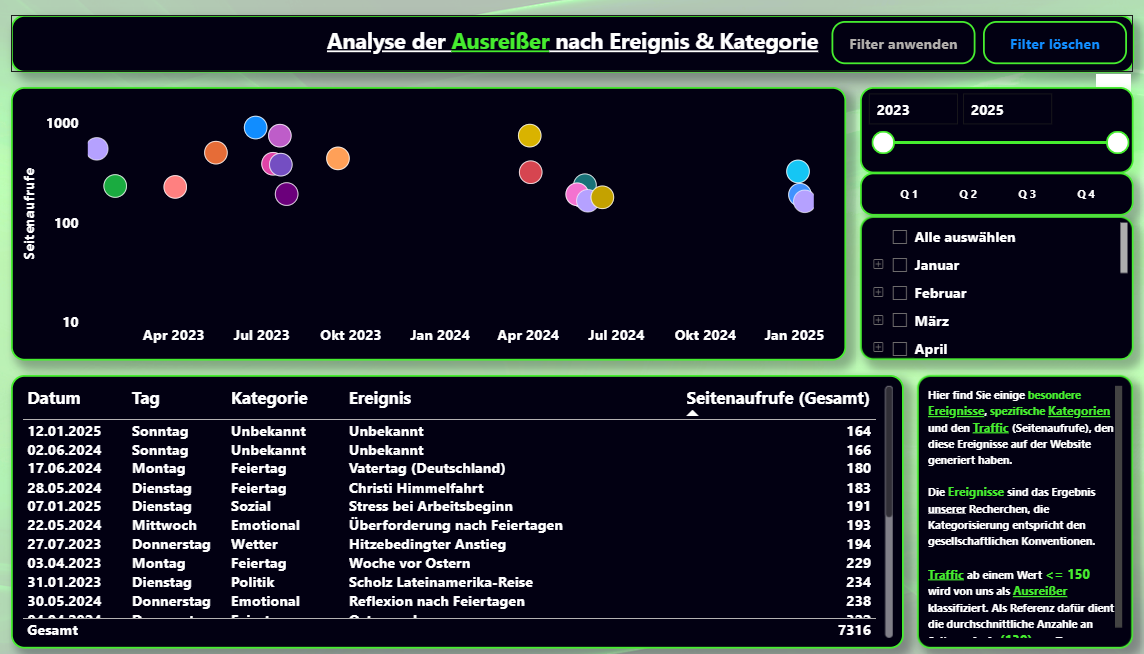 Analyse der Ausreißer nach Ereignis & Kategorie
Filter anwenden
Filter löschen
Seitenaufrufe
1000
100
10
Apr 2023 Jul 2023 Okt 2023 Jan 2024 Apr 2024 Jul 2024 Okt 2024 Jan 2025
2023 2025
Q 1 Q 2 Q 3 Q 4
Alle auswählen
Januar
Februar
März
April
Datum Tag Kategorie Ereignis Seitenaufrufe (Gesamt)
12.01.2025 Sonntag Unbekannt Unbekannt 164
02.06.2024 Sonntag Unbekannt Unbekannt 166
17.06.2024 Montag Feiertag Vatertag (Deutschland) 180
28.05.2024 Dienstag Feiertag Christi Himmelfahrt 183
07.01.2025 Dienstag Sozial Stress bei Arbeitsbeginn 191
22.05.2024 Mittwoch Emotional Überforderung nach Feiertagen 193
27.07.2023 Donnerstag Wetter Hitzebedingter Anstieg 194
03.04.2023 Montag Feiertag Woche vor Ostern 229
31.01.2023 Dienstag Politik Scholz Lateinamerika-Reise 234
30.05.2024 Donnerstag Emotional Reflexion nach Feiertagen 238
Gesamt 7316
Hier find Sie einige besondere
Ereignisse, spezifische Kategorien
und den Traffic (Seitenaufrufe), den
diese Ereignisse auf der Website
generiert haben.
Die Ereignisse sind das Ergebnis
unserer Recherchen, die
Kategorisierung entspricht den
gesellschaftlichen Konventionen.
Traffic ab einem Wert <= 150
wird von uns als Ausreißer
klassifiziert. Als Referenz dafür dient
die durchschnittliche Anzahle an